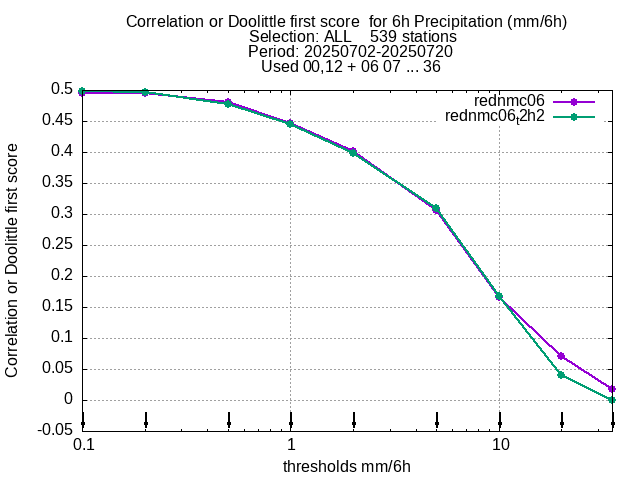 Correlation or Doolittle first score  for 6h Precipitation (mm/6h)
Selection: ALL    539 stations
Period: 20250702-20250720
Used 00,12 + 06 07 ... 36
rednmc06
rednmc06,2h2
Correlation or Doolittle first score
0.5
0.45
0.4
0.35
0.3
0.25
0.2
0.15
0.1
0.05
0
-0.05
0.1 1 10
thresholds mm/6h